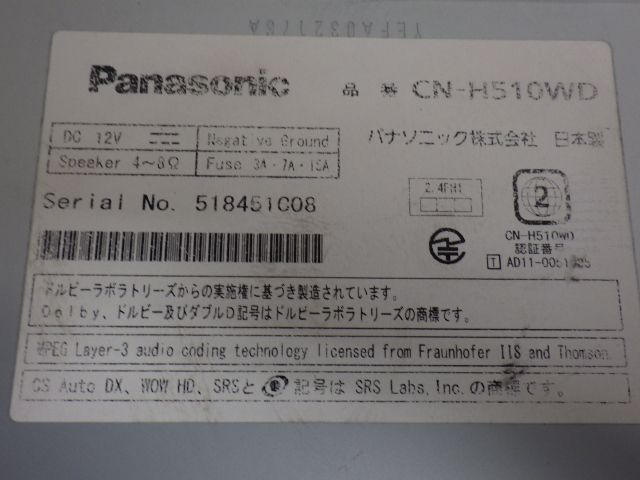 Panasonic
品番 CN-H510WD
DC 12V Negative Ground
Speaker 4～8Ω Fuse 3A・7A・15A
パナソニック株式会社 日本製
Serial No. 518451C08
2.4FH1
2
CN-H510WD
認証番号
T AD11-0051
ドルビーラボラトリーズからの実施権に基づき製造されています。
Dolby、ドルビー及びダブルD記号はドルビーラボラトリーズの商標です。
MPEG Layer-3 audio coding technology licensed from Fraunhofer IIS and Thomson.
CS Auto DX、WOW HD、SRSと 記号は SRS Labs, Inc. の商標です。